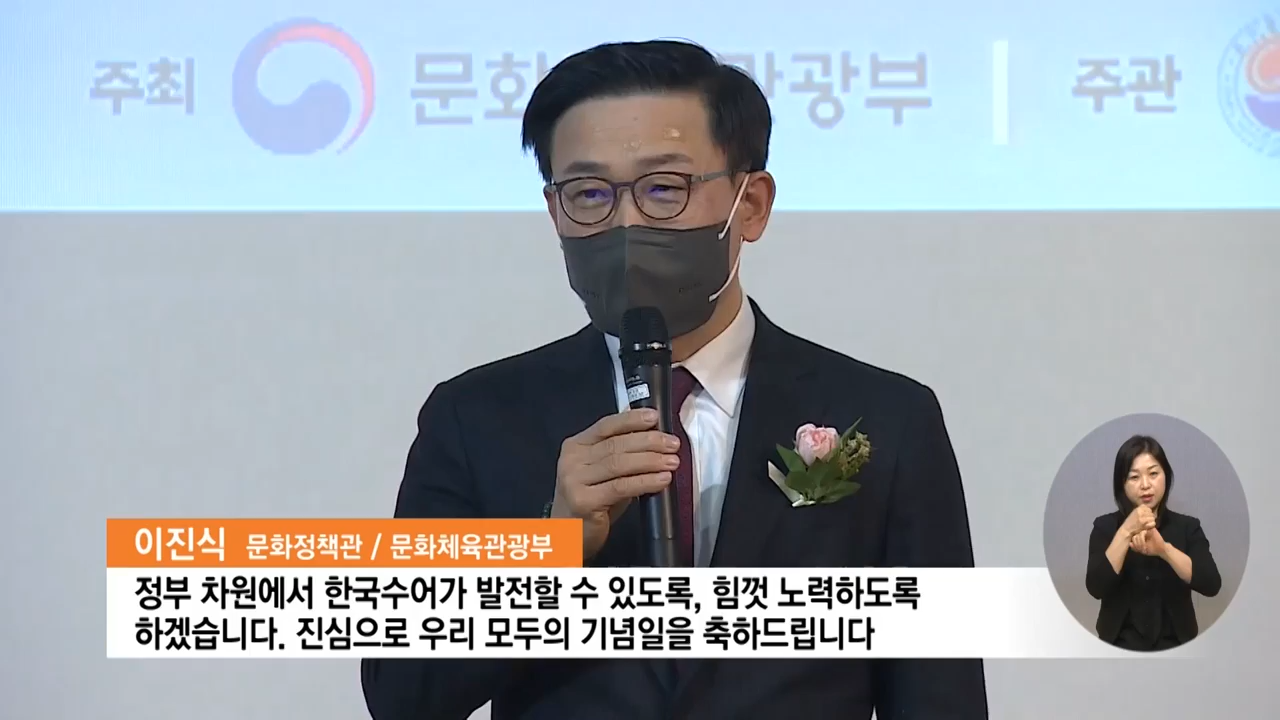 주최 문화 관광부 주관
이진식 문화정책관 / 문화체육관광부
정부 차원에서 한국수어가 발전할 수 있도록, 힘껏 노력하도록
하겠습니다. 진심으로 우리 모두의 기념일을 축하드립니다